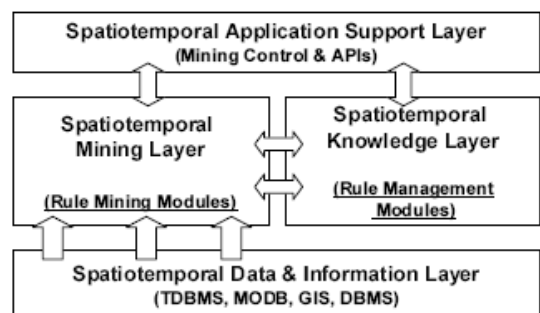 Spatiotemporal Application Support Layer
(Mining Control & APIs)
Spatiotemporal
Mining Layer
(Rule Mining Modules)
Spatiotemporal
Knowledge Layer
(Rule Management
Modules)
Spatiotemporal Data & Information Layer
(TDBMS, MODB, GIS, DBMS)